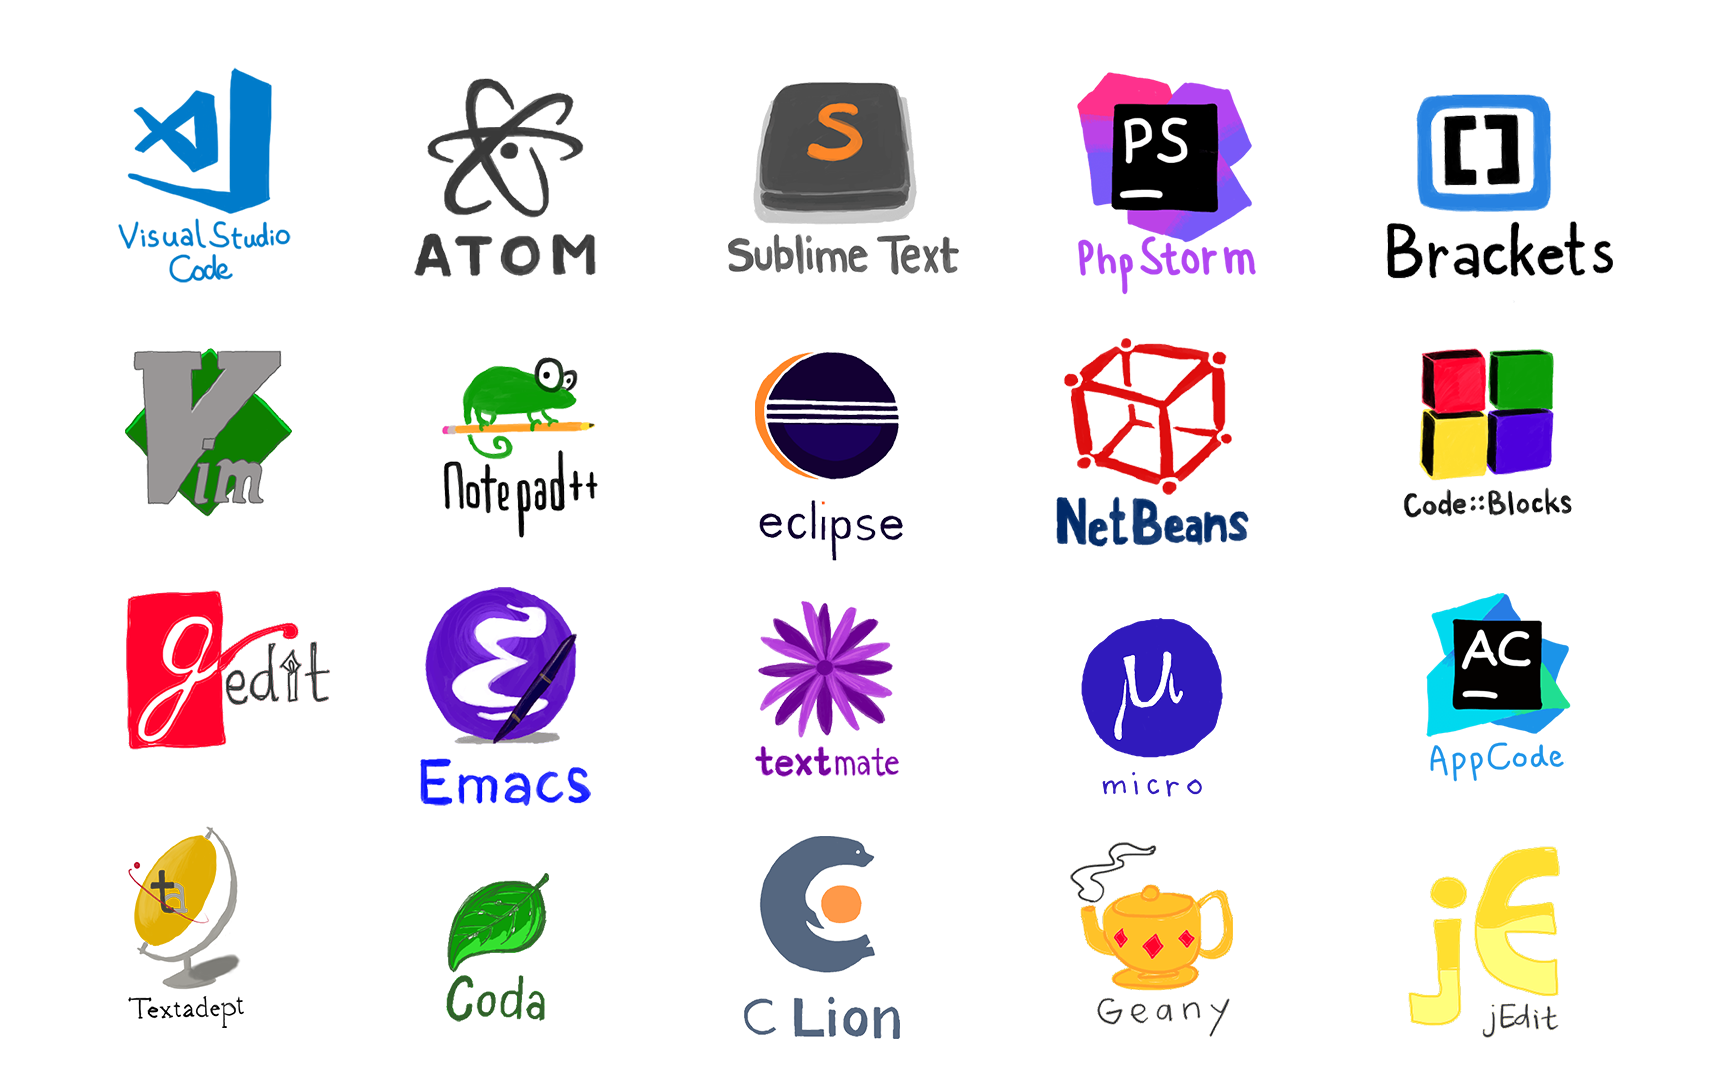 Visual Studio
Code
ATOM
S
Sublime Text
PS
PhpStorm
[]
Brackets
Vim
Notepad++
eclipse
NetBeans
Code::Blocks
gedit
Emacs
textmate
μ
micro
AC
AppCode
ta
Textadept
Coda
C Lion
Geany
jE
jEdit